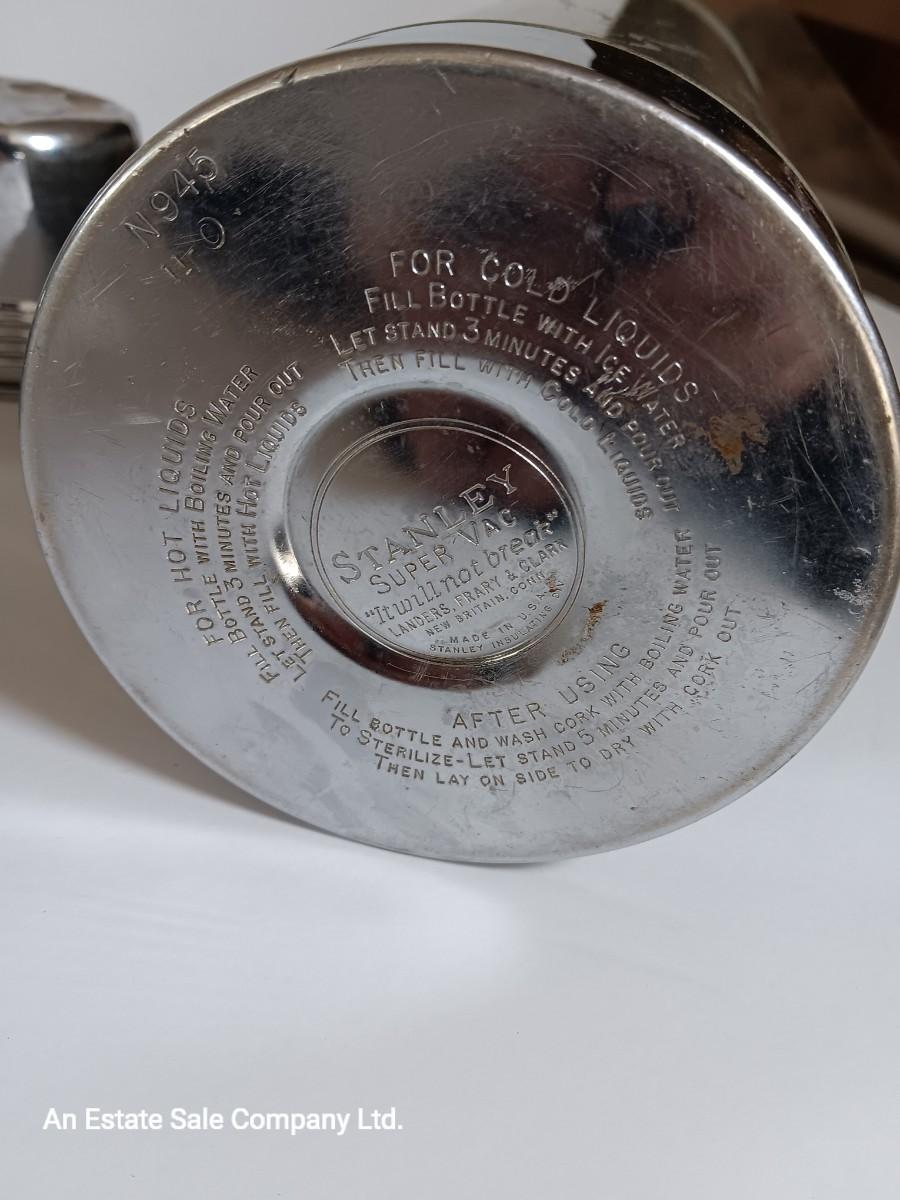 N945
11-O
FOR COLD LIQUIDS
FILL BOTTLE WITH ICE WATER
LET STAND 3 MINUTES AND POUR OUT
THEN FILL WITH COLD LIQUIDS
FOR HOT LIQUIDS
FILL BOTTLE WITH BOILING WATER
LET STAND 3 MINUTES AND POUR OUT
THEN FILL WITH HOT LIQUIDS
STANLEY
SUPER VAC
"It will not break"
LANDERS, FRARY & CLARK
NEW BRITAIN, CONN.
MADE IN U.S.A.
STANLEY INSULATING
AFTER USING
FILL BOTTLE AND WASH CORK WITH BOILING WATER
TO STERILIZE-LET STAND 5 MINUTES AND POUR OUT
THEN LAY ON SIDE TO DRY WITH CORK OUT
An Estate Sale Company Ltd.